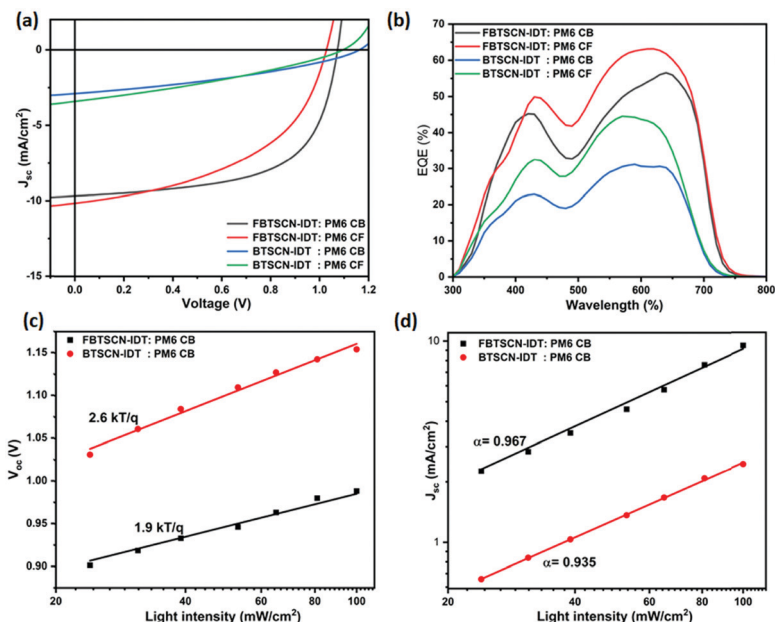 (a)
0
-5
-10
-15
J_sc (mA/cm²)
0.0 0.2 0.4 0.6 0.8 1.0 1.2
Voltage (V)
FBTSCN-IDT: PM6 CB
FBTSCN-IDT: PM6 CF
BTSCN-IDT : PM6 CB
BTSCN-IDT : PM6 CF
(b)
70
60
50
40
30
20
10
0
EQE (%)
300 400 500 600 700 800
Wavelength (%)
FBTSCN-IDT: PM6 CB
FBTSCN-IDT: PM6 CF
BTSCN-IDT : PM6 CB
BTSCN-IDT : PM6 CF
(c)
FBTSCN-IDT: PM6 CB
BTSCN-IDT : PM6 CB
1.15
1.10
1.05
1.00
0.95
0.90
V_oc (V)
2.6 kT/q
1.9 kT/q
20 40 60 80 100
Light intensity (mW/cm²)
(d)
FBTSCN-IDT: PM6 CB
BTSCN-IDT : PM6 CB
10
1
J_sc (mA/cm²)
α= 0.967
α= 0.935
20 40 60 80 100
Light intensity (mW/cm²)